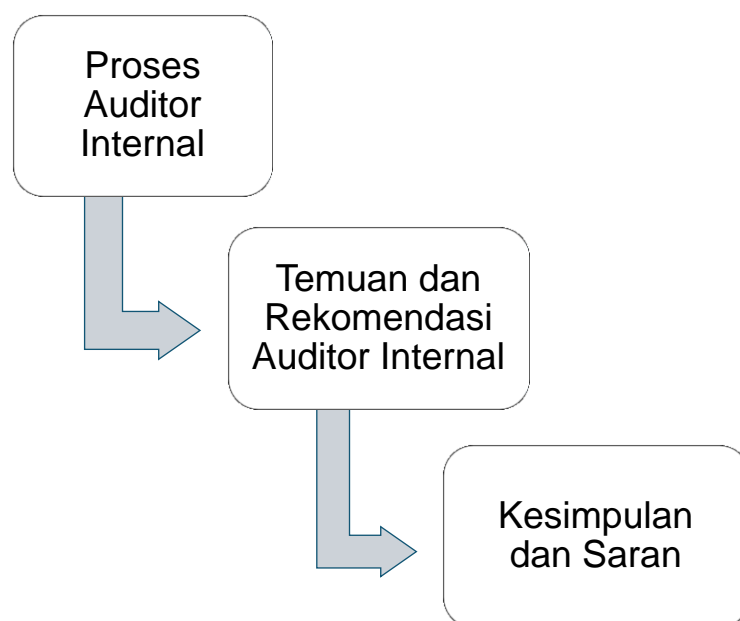 Proses
Auditor
Internal
Temuan dan
Rekomendasi
Auditor Internal
Kesimpulan
dan Saran